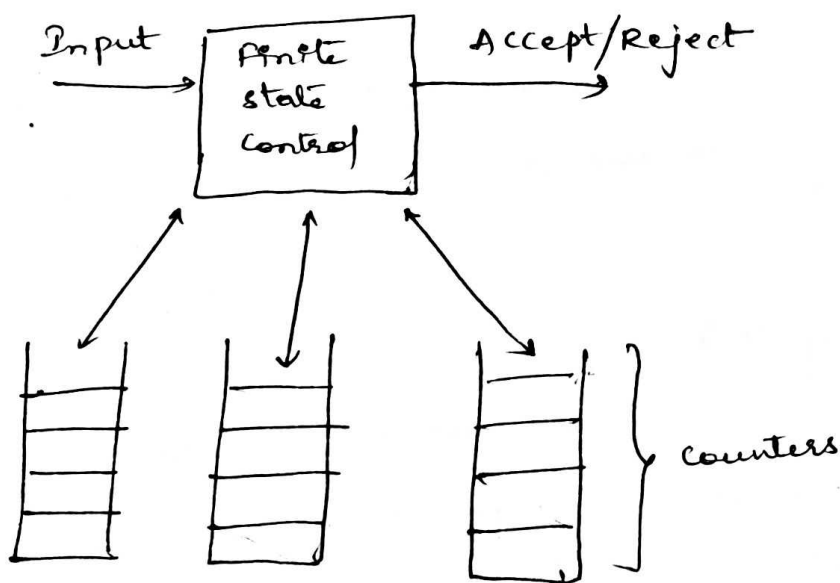 Input
Finite
state
control
Accept/Reject
counters